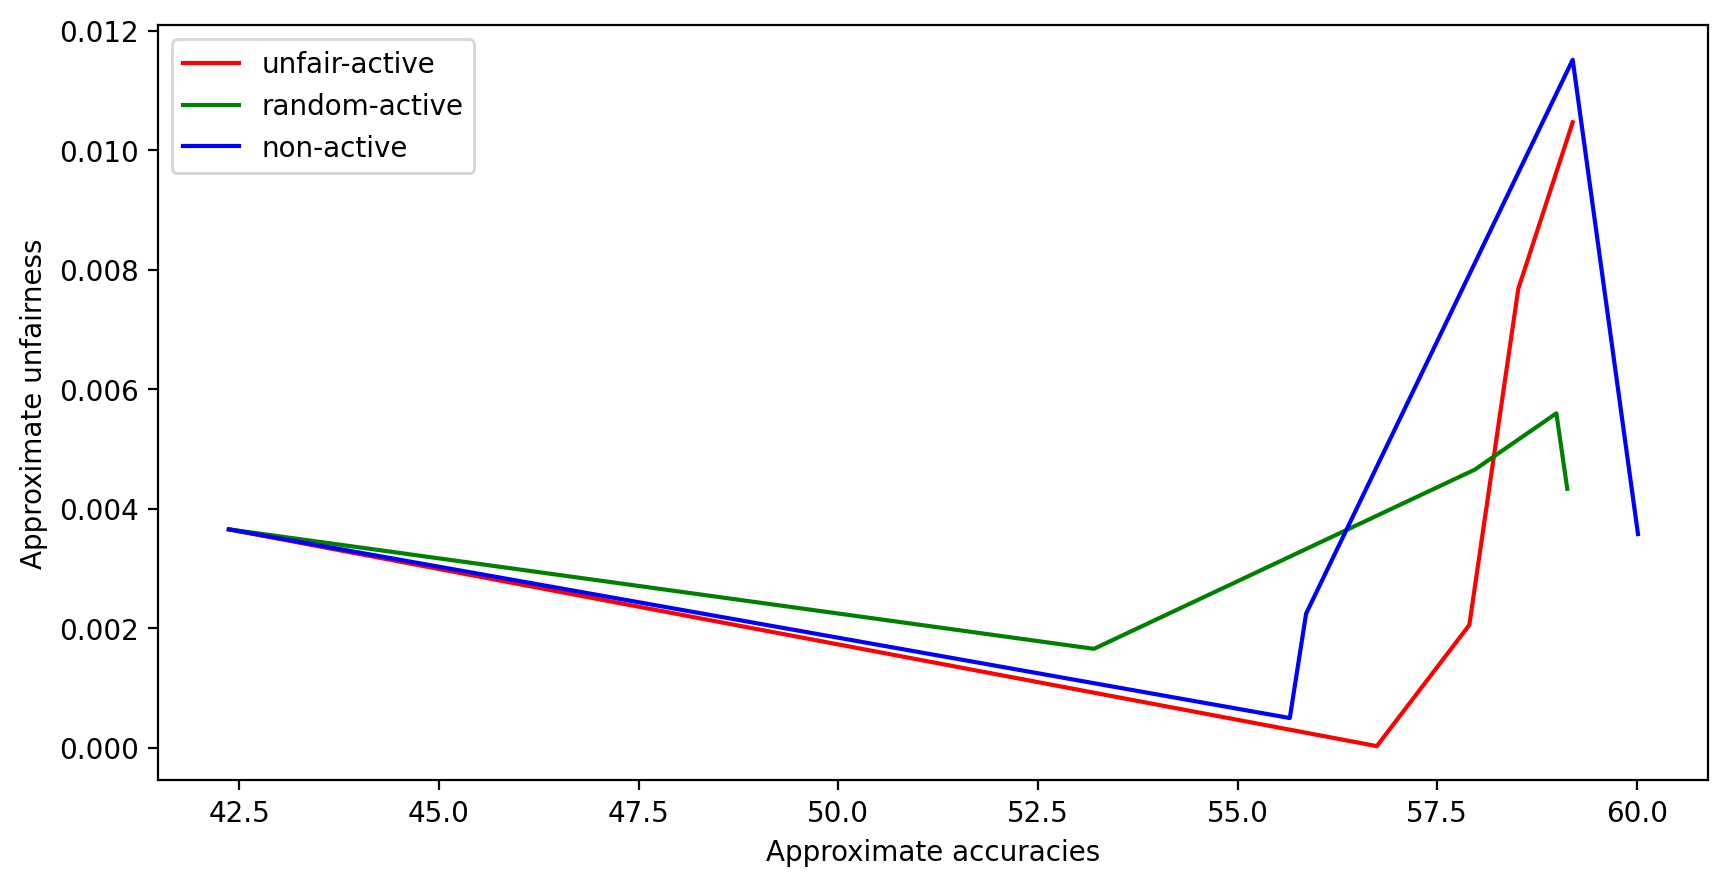 unfair-active
random-active
non-active
0.012
0.010
0.008
0.006
0.004
0.002
0.000
Approximate unfairness
42.5 45.0 47.5 50.0 52.5 55.0 57.5 60.0
Approximate accuracies